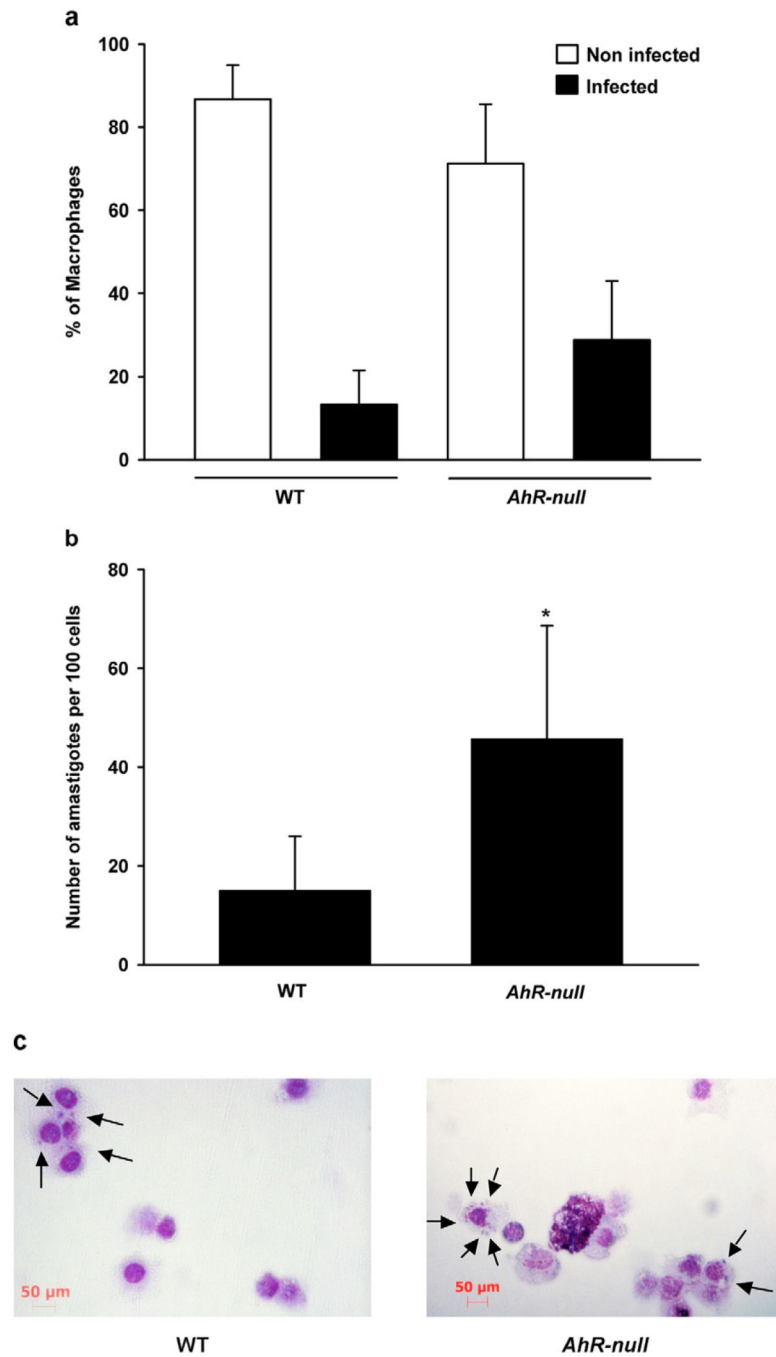 a
100
80
60
40
20
0
% of Macrophages
Non infected
Infected
WT
AhR-null
b
80
60
40
20
0
Number of amastigotes per 100 cells
*
WT
AhR-null
c
50 µm
50 µm
WT
AhR-null